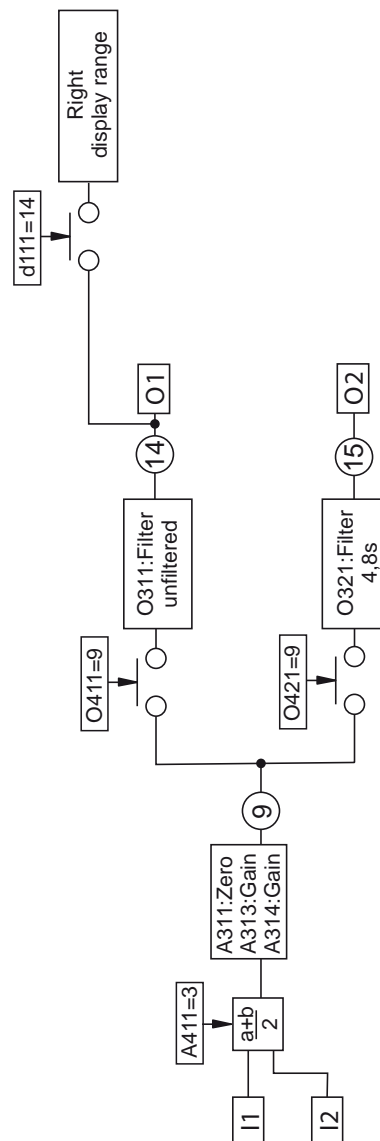 I1
I2
A411=3
a+b
2
A311:Zero
A313:Gain
A314:Gain
9
O411=9
O311:Filter
unfiltered
14
O1
d111=14
Right
display range
O421=9
O321:Filter
4,8s
15
O2